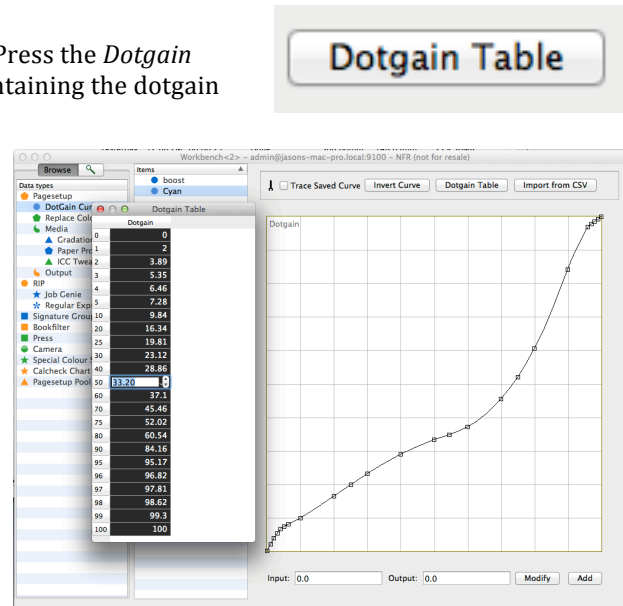 Press the Dotgain
ntaining the dotgain
Dotgain Table
Workbench<2> – admin@jasons-mac-pro.local:9100 – NFR (not for resale)
Browse
Items
Data types
Pagesetup
DotGain Cur
Replace Colo
Media
Gradation
Paper Pro
ICC Twea
Output
RIP
Job Genie
Regular Exp
Signature Grou
Bookfilter
Press
Camera
Special Colour S
Calcheck Chart
Pagesetup Pool
boost
Cyan
Trace Saved Curve
Invert Curve
Dotgain Table
Import from CSV
Dotgain Table
Dotgain
0 0
1 2
2 3.89
3 5.35
4 6.46
5 7.28
10 9.84
20 16.34
25 19.81
30 23.12
40 28.86
50 33.20
60 37.1
70 45.46
75 52.02
80 60.54
90 84.16
95 95.17
96 96.82
97 97.81
98 98.62
99 99.3
100 100
Dotgain
Input: 0.0
Output: 0.0
Modify
Add